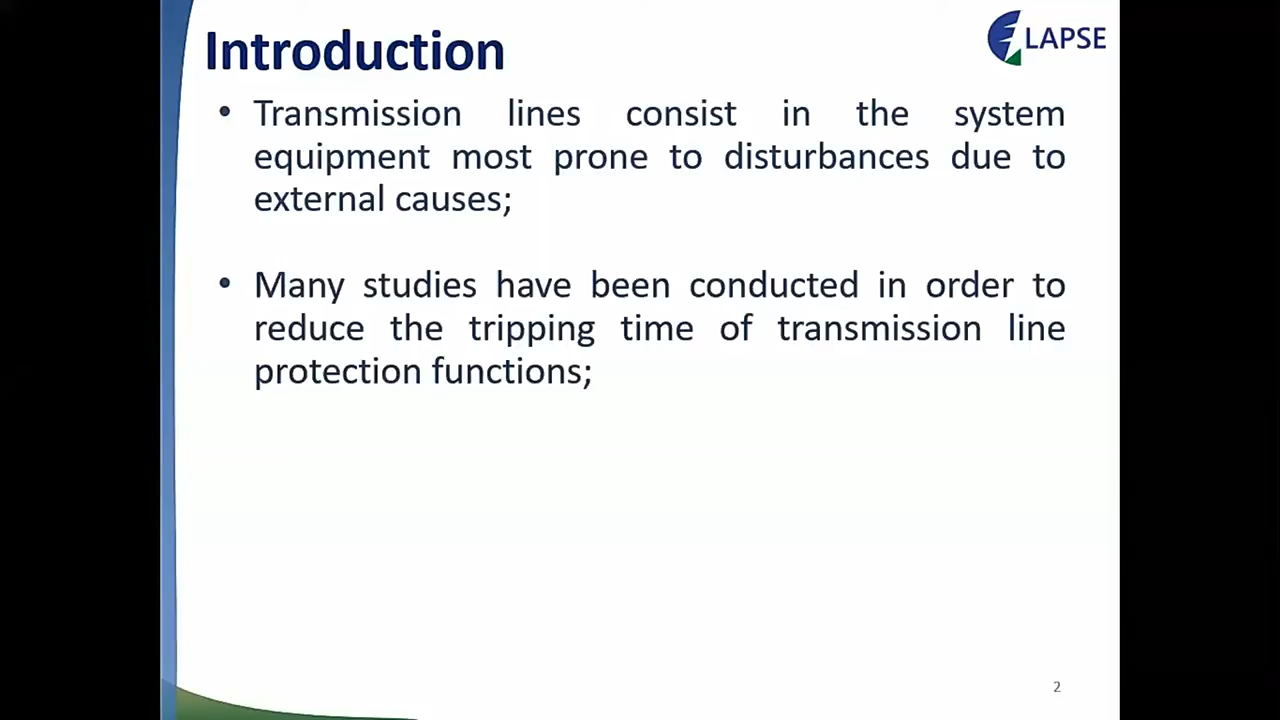 Introduction
LAPSE
• Transmission lines consist in the system
equipment most prone to disturbances due to
external causes;
• Many studies have been conducted in order to
reduce the tripping time of transmission line
protection functions;
2